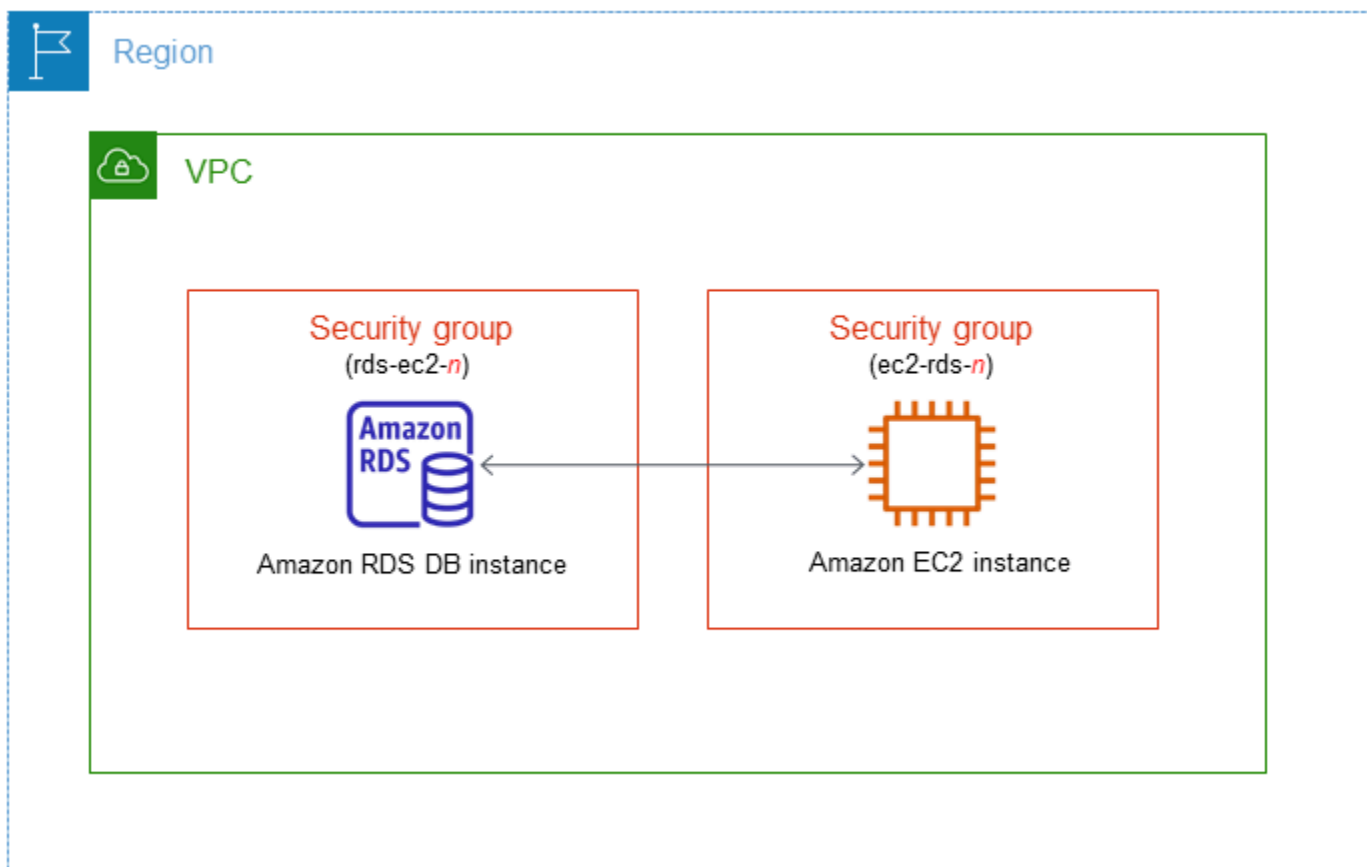 Region
VPC
Security group
(rds-ec2-n)
Amazon
RDS
Amazon RDS DB instance
Security group
(ec2-rds-n)
Amazon EC2 instance